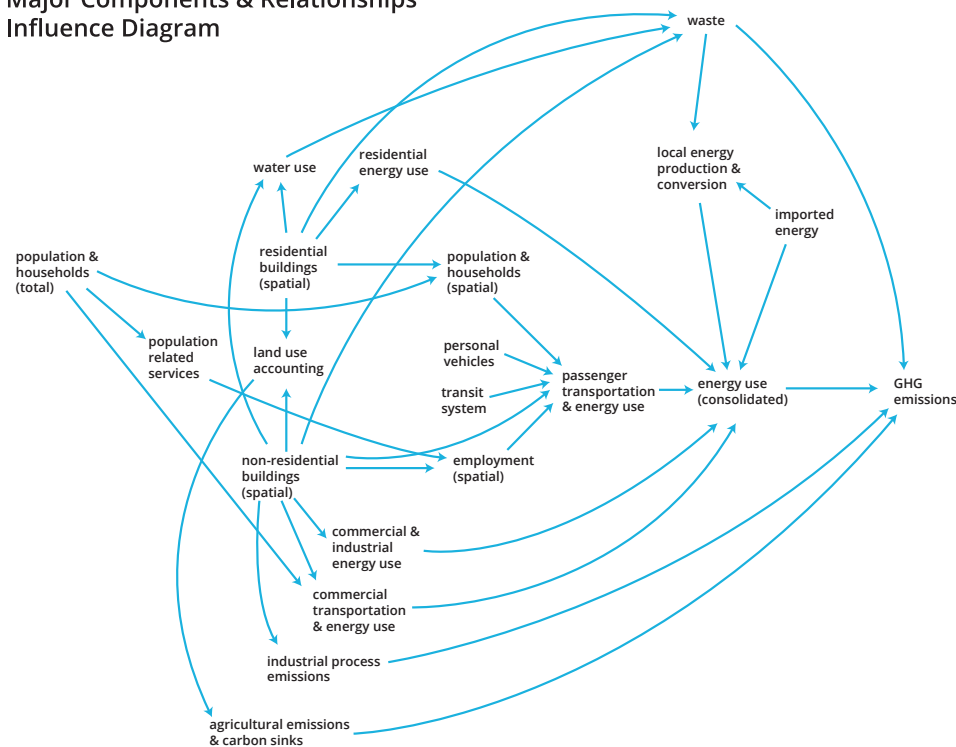 Major Components & Relationships
Influence Diagram
waste
water use
residential
energy use
local energy
production &
conversion
imported
energy
residential
buildings
(spatial)
population &
households
(total)
population &
households
(spatial)
population
related
services
land use
accounting
personal
vehicles
transit
system
passenger
transportation
& energy use
energy use
(consolidated)
GHG
emissions
non-residential
buildings
(spatial)
employment
(spatial)
commercial &
industrial
energy use
commercial
transportation
& energy use
industrial process
emissions
agricultural emissions
& carbon sinks